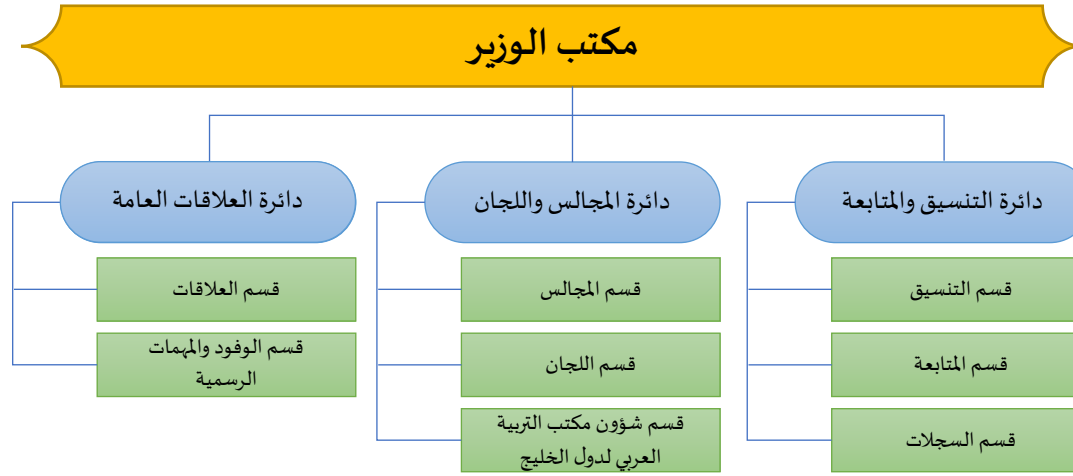 مكتب الوزير
دائرة التنسيق والمتابعة
دائرة المجالس واللجان
دائرة العلاقات العامة
قسم التنسيق
قسم المجالس
قسم العلاقات
قسم المتابعة
قسم اللجان
قسم الوفود والمهمات
الرسمية
قسم السجلات
قسم شؤون مكتب التربية
العربي لدول الخليج